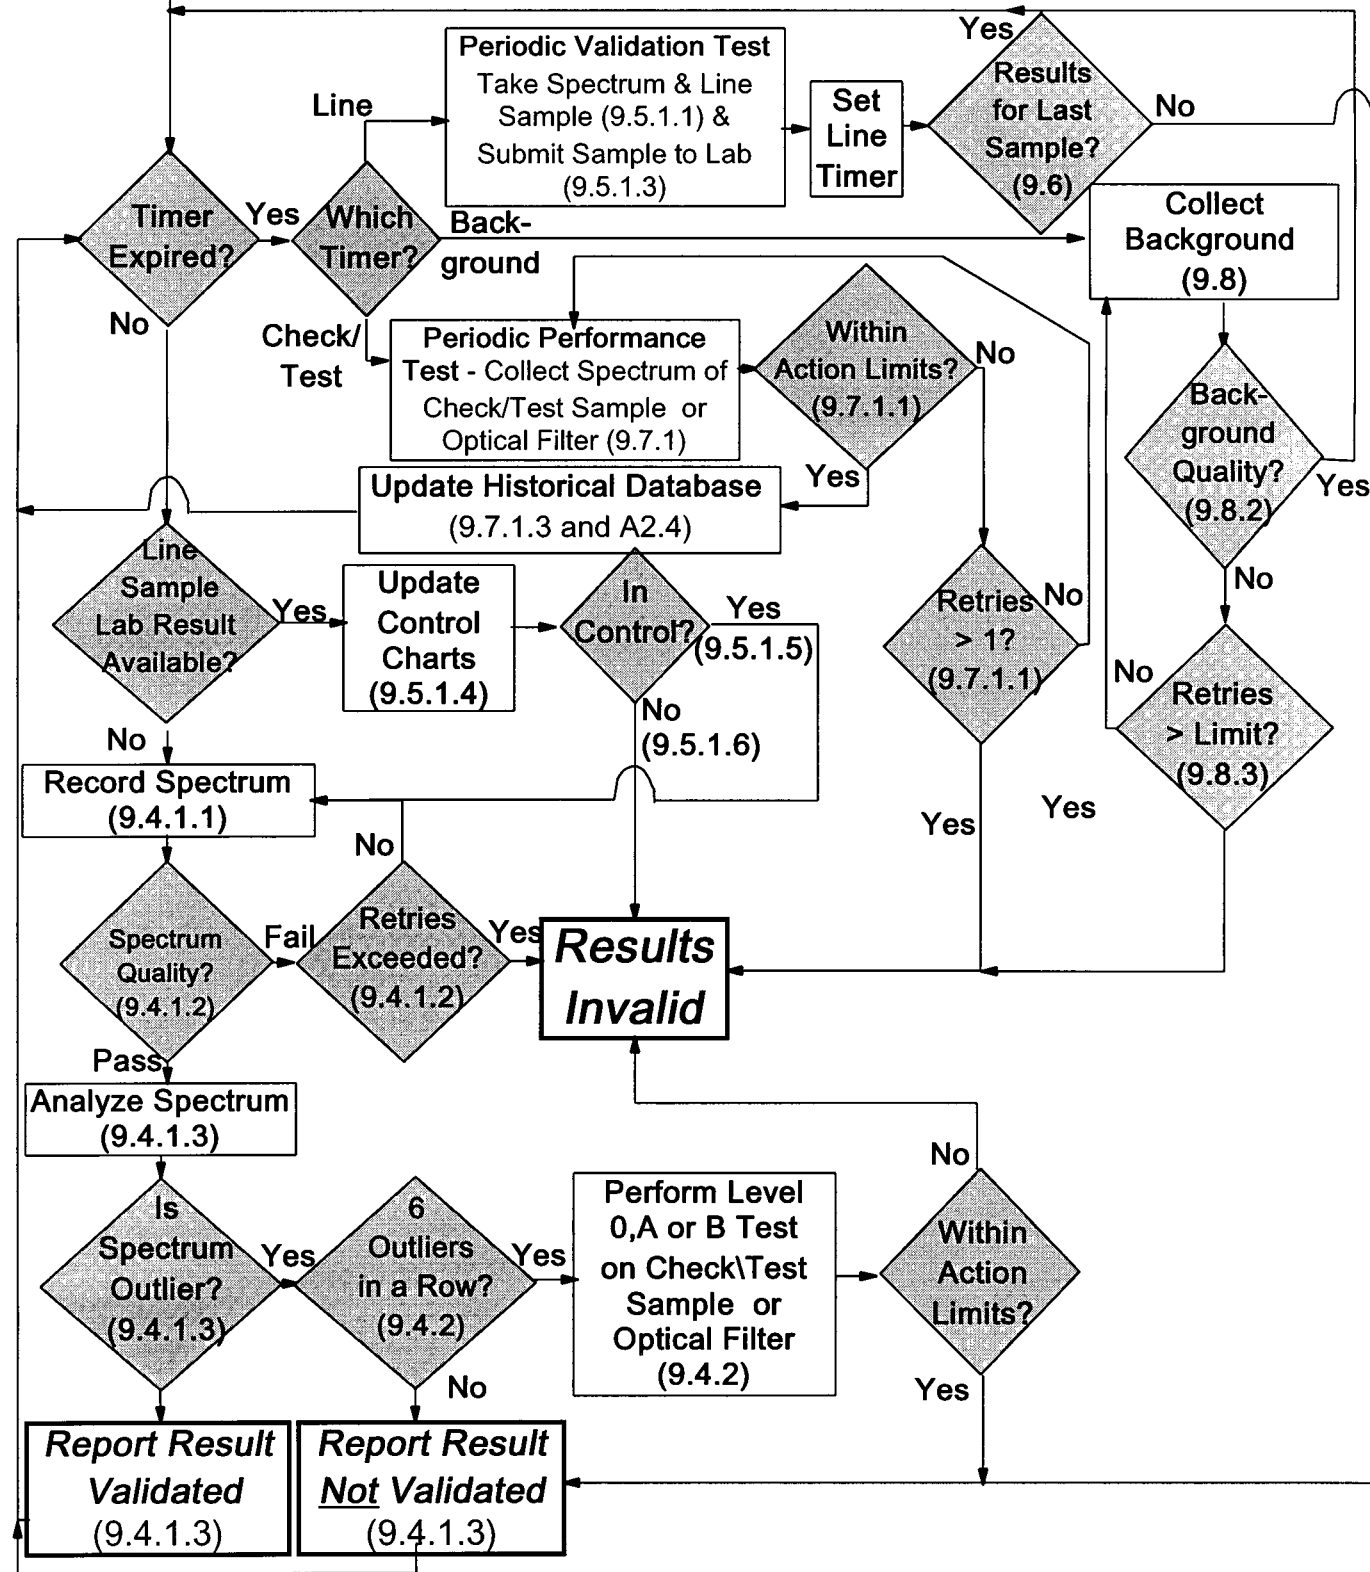 Yes
Periodic Validation Test
Take Spectrum & Line
Sample (9.5.1.1) &
Submit Sample to Lab
(9.5.1.3)
Set
Line
Timer
Results
for Last
Sample?
(9.6)
No
Line
Timer
Expired?
Yes
Which
Timer?
Back-
ground
Collect
Background
(9.8)
No
Check/
Test
Periodic Performance
Test - Collect Spectrum of
Check/Test Sample or
Optical Filter (9.7.1)
Within
Action Limits?
(9.7.1.1)
No
Yes
Back-
ground
Quality?
(9.8.2)
Yes
No
Update Historical Database
(9.7.1.3 and A2.4)
Line
Sample
Lab Result
Available?
Yes
Update
Control
Charts
(9.5.1.4)
In
Control?
Yes
(9.5.1.5)
No
(9.5.1.6)
Retries
> 1?
(9.7.1.1)
No
Yes
No
Retries
> Limit?
(9.8.3)
Yes
No
Record Spectrum
(9.4.1.1)
No
Spectrum
Quality?
(9.4.1.2)
Fail
Retries
Exceeded?
(9.4.1.2)
Yes
Results
Invalid
Pass
Analyze Spectrum
(9.4.1.3)
Is
Spectrum
Outlier?
(9.4.1.3)
Yes
6
Outliers
in a Row?
(9.4.2)
Yes
Perform Level
0,A or B Test
on Check\Test
Sample or
Optical Filter
(9.4.2)
No
Within
Action
Limits?
Yes
No
Report Result
Validated
(9.4.1.3)
Report Result
Not Validated
(9.4.1.3)